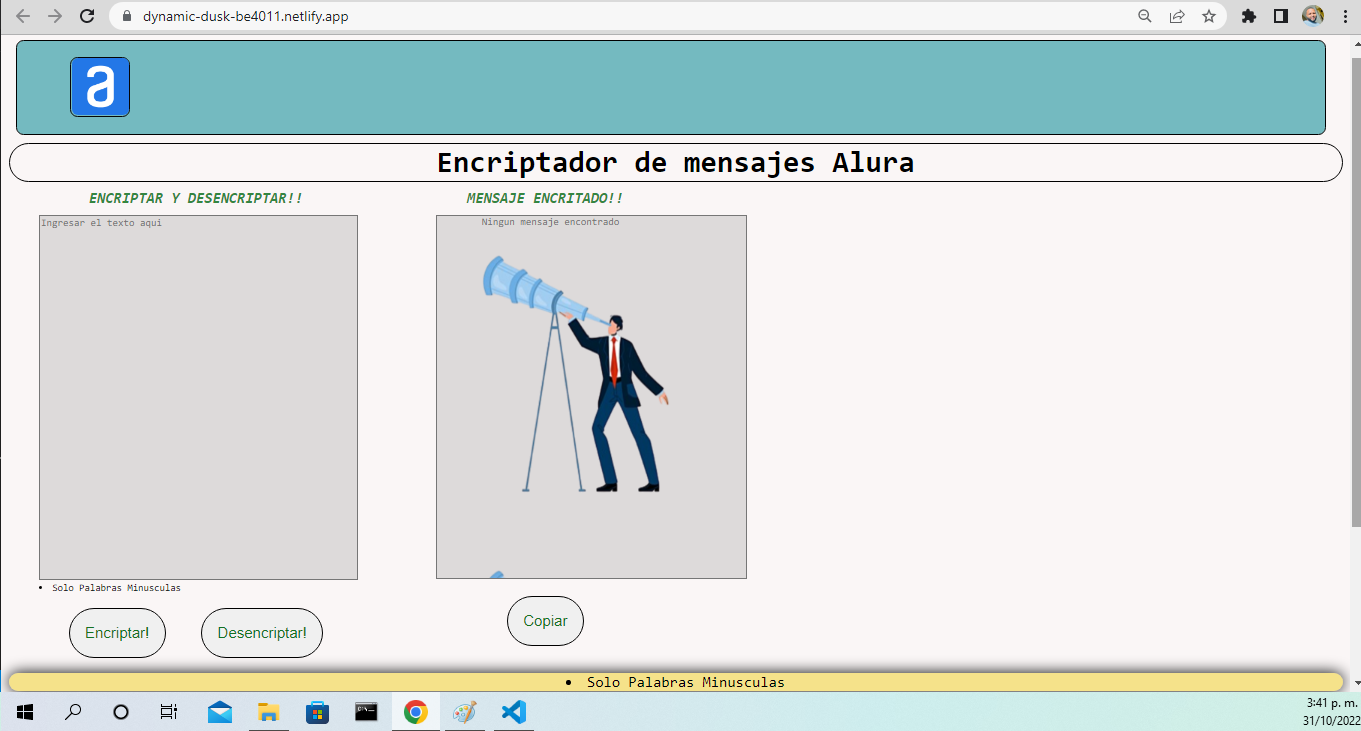 dynamic-dusk-be4011.netlify.app
a
Encriptador de mensajes Alura
ENCRIPTAR Y DESENCRIPTAR!!
MENSAJE ENCRITADO!!
Ingresar el texto aqui
Ningun mensaje encontrado
• Solo Palabras Minusculas
Encriptar!
Desencriptar!
Copiar
• Solo Palabras Minusculas
3:41 p. m.
31/10/2022